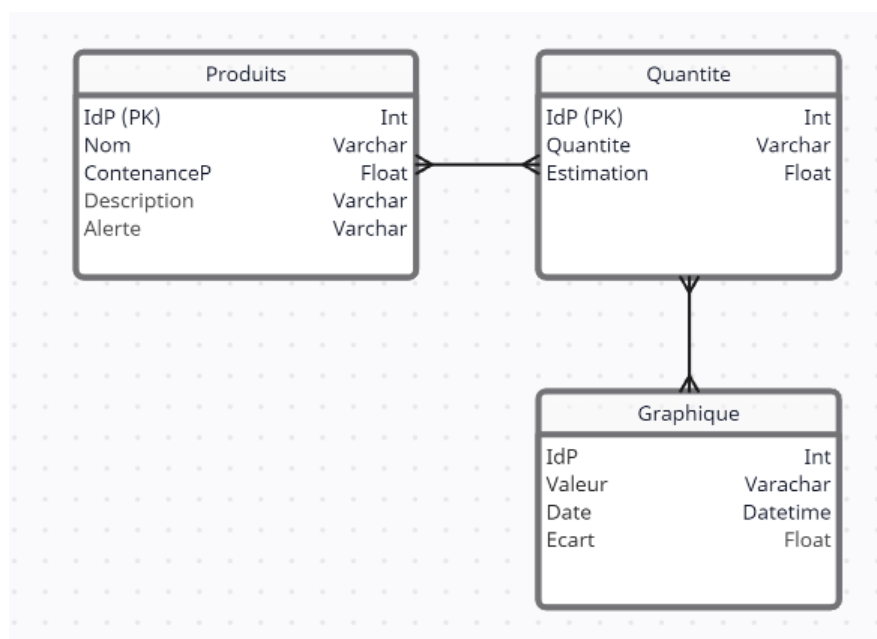 Produits
IdP (PK) Int
Nom Varchar
ContenanceP Float
Description Varchar
Alerte Varchar
Quantite
IdP (PK) Int
Quantite Varchar
Estimation Float
Graphique
IdP Int
Valeur Varachar
Date Datetime
Ecart Float